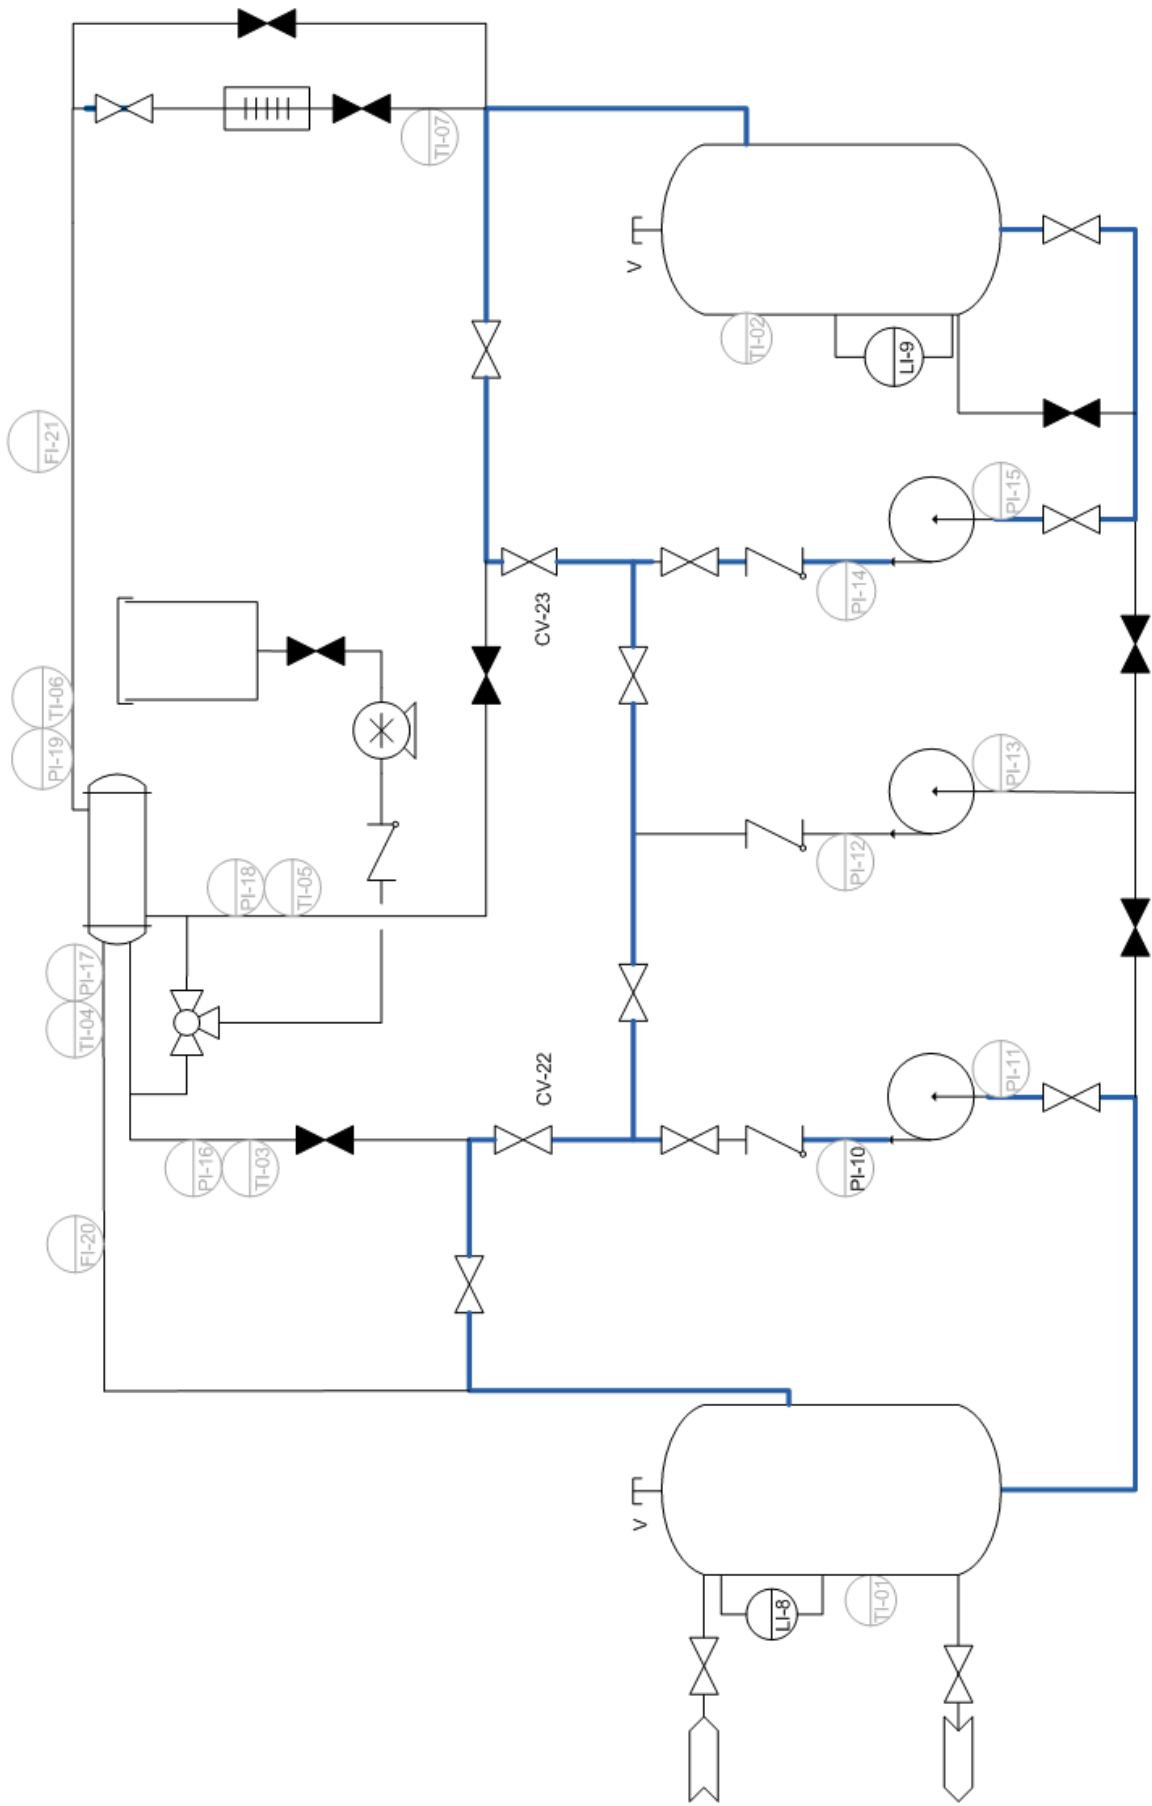 TI-07
V
TI-02
LI-9
FI-21
PI-15
PI-14
CV-23
TI-06
PI-19
PI-13
PI-12
PI-18
TI-05
PI-17
TI-04
CV-22
PI-11
PI-10
PI-16
TI-03
FI-20
V
LI-8
TI-01